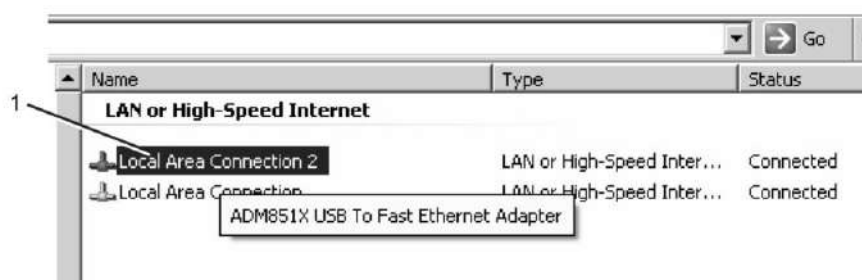 Go
Name Type Status
1
LAN or High-Speed Internet
Local Area Connection 2 LAN or High-Speed Inter... Connected
Local Area Connection LAN or High-Speed Inter... Connected
ADM851X USB To Fast Ethernet Adapter